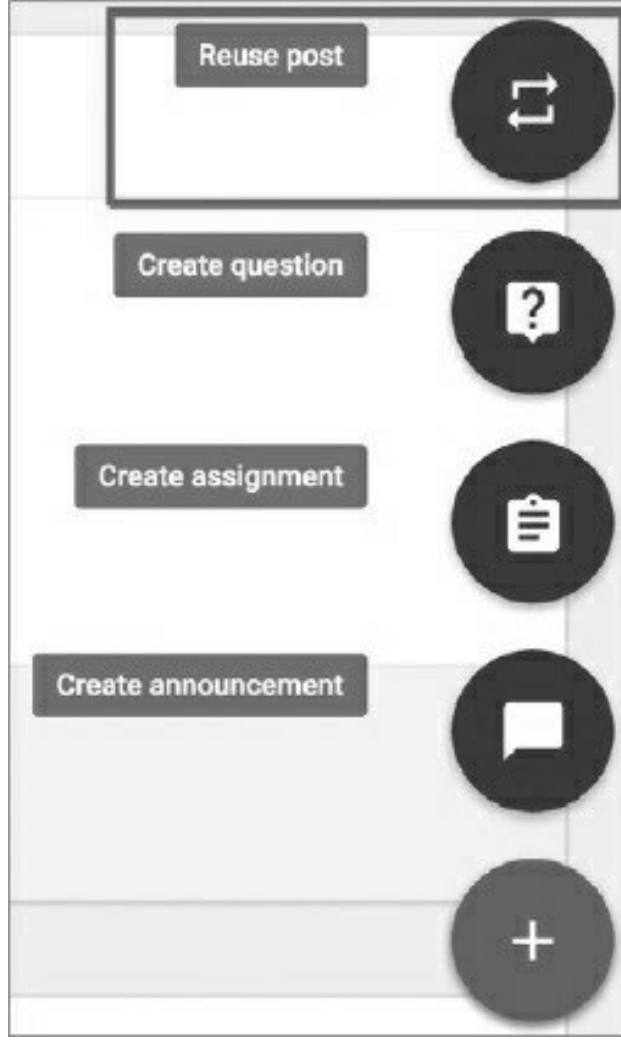 Reuse post
Create question
Create assignment
Create announcement